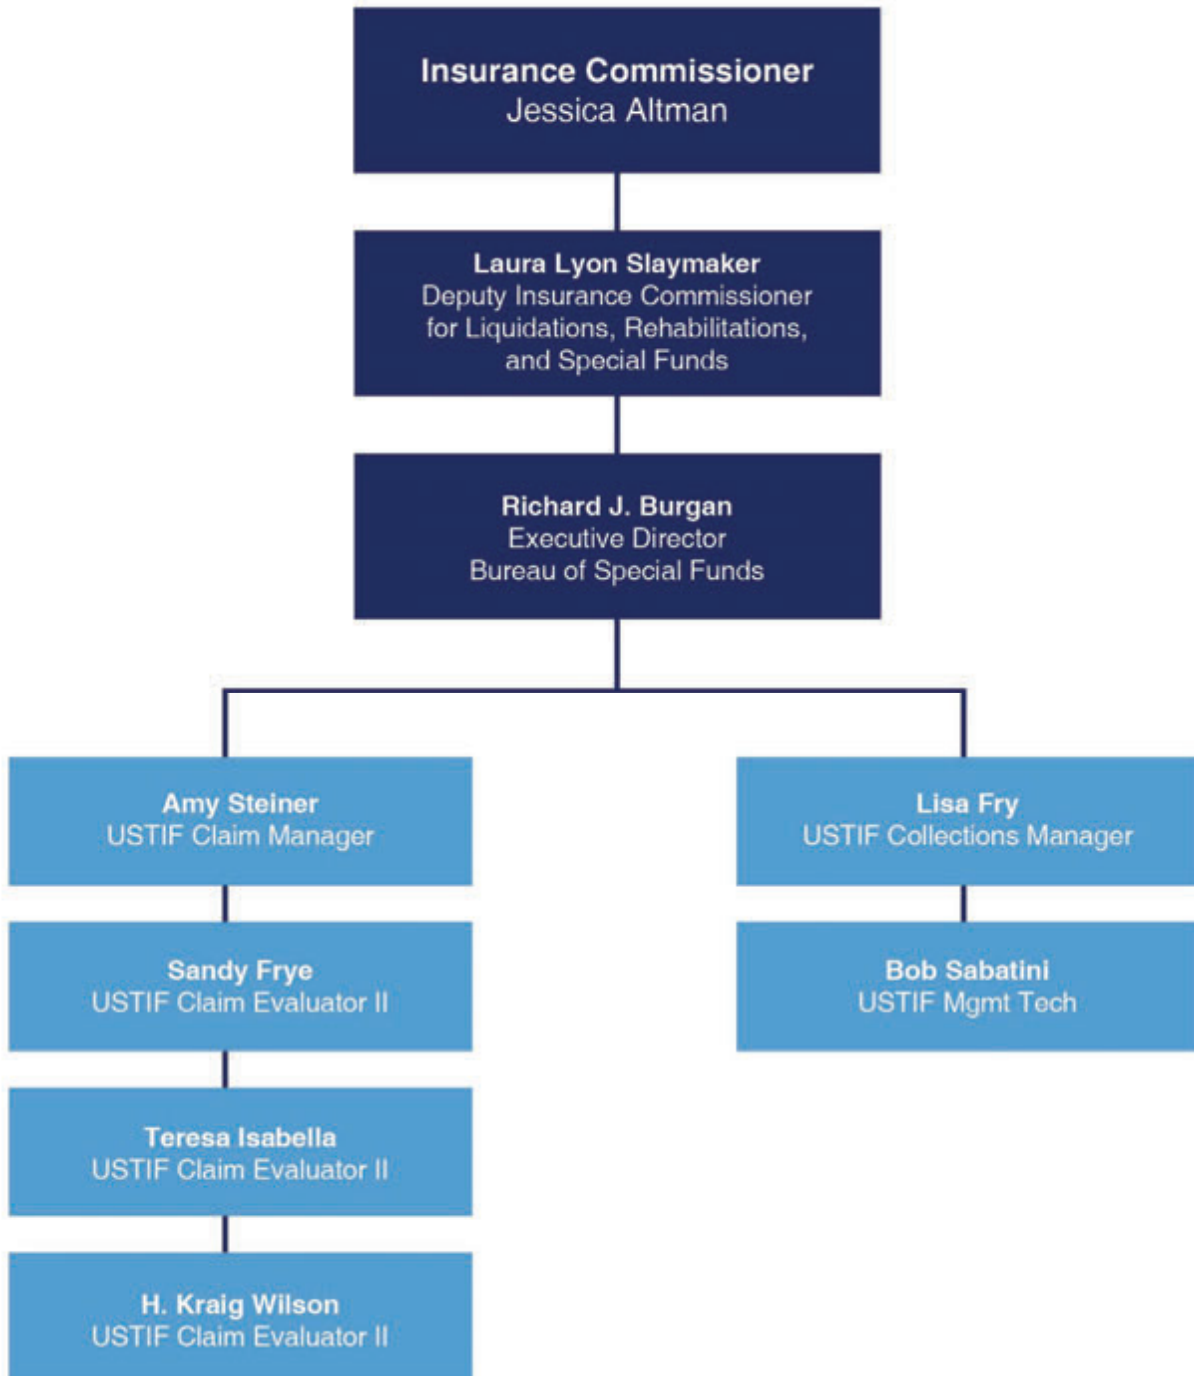 Insurance Commissioner
Jessica Altman
Laura Lyon Slaymaker
Deputy Insurance Commissioner
for Liquidations, Rehabilitations,
and Special Funds
Richard J. Burgan
Executive Director
Bureau of Special Funds
Amy Steiner
USTIF Claim Manager
Sandy Frye
USTIF Claim Evaluator II
Teresa Isabella
USTIF Claim Evaluator II
H. Kraig Wilson
USTIF Claim Evaluator II
Lisa Fry
USTIF Collections Manager
Bob Sabatini
USTIF Mgmt Tech